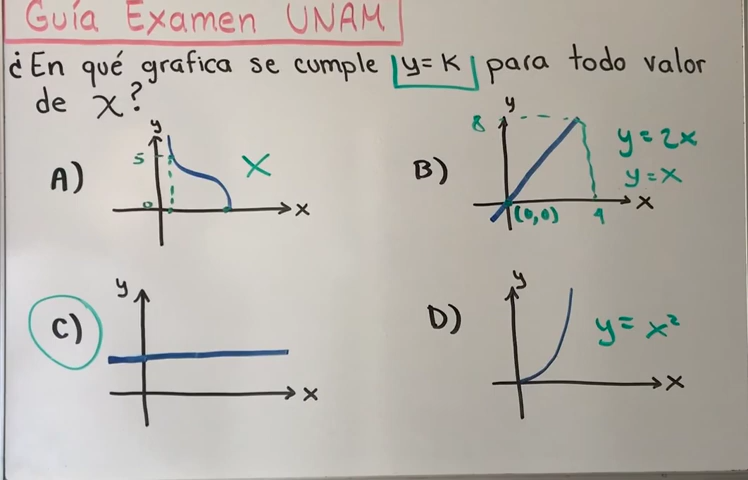 Guía Examen UNAM
¿En qué grafica se cumple y=K para todo valor
de x?
A)
y
5
0
x
X
B)
y
8
(0,0)
4
x
y=2x
y=x
C)
y
x
D)
y
x
y=x²